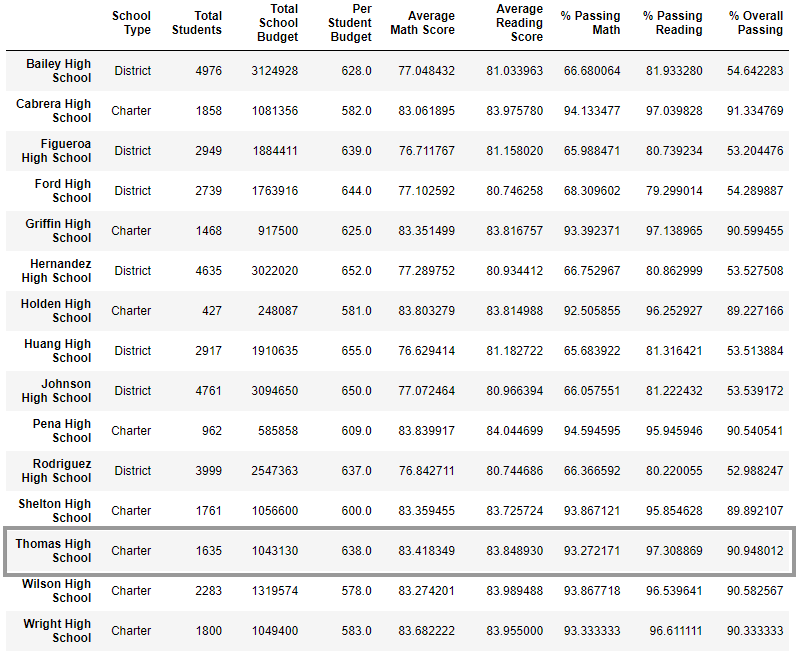 School Type Total Students Total School Budget Per Student Budget Average Math Score Average Reading Score % Passing Math % Passing Reading % Overall Passing
Bailey High School District 4976 3124928 628.0 77.048432 81.033963 66.680064 81.933280 54.642283
Cabrera High School Charter 1858 1081356 582.0 83.061895 83.975780 94.133477 97.039828 91.334769
Figueroa High School District 2949 1884411 639.0 76.711767 81.158020 65.988471 80.739234 53.204476
Ford High School District 2739 1763916 644.0 77.102592 80.746258 68.309602 79.299014 54.289887
Griffin High School Charter 1468 917500 625.0 83.351499 83.816757 93.392371 97.138965 90.599455
Hernandez High School District 4635 3022020 652.0 77.289752 80.934412 66.752967 80.862999 53.527508
Holden High School Charter 427 248087 581.0 83.803279 83.814988 92.505855 96.252927 89.227166
Huang High School District 2917 1910635 655.0 76.629414 81.182722 65.683922 81.316421 53.513884
Johnson High School District 4761 3094650 650.0 77.072464 80.966394 66.057551 81.222432 53.539172
Pena High School Charter 962 585858 609.0 83.839917 84.044699 94.594595 95.945946 90.540541
Rodriguez High School District 3999 2547363 637.0 76.842711 80.744686 66.366592 80.220055 52.988247
Shelton High School Charter 1761 1056600 600.0 83.359455 83.725724 93.867121 95.854628 89.892107
Thomas High School Charter 1635 1043130 638.0 83.418349 83.848930 93.272171 97.308869 90.948012
Wilson High School Charter 2283 1319574 578.0 83.274201 83.989488 93.867718 96.539641 90.582567
Wright High School Charter 1800 1049400 583.0 83.682222 83.955000 93.333333 96.611111 90.333333